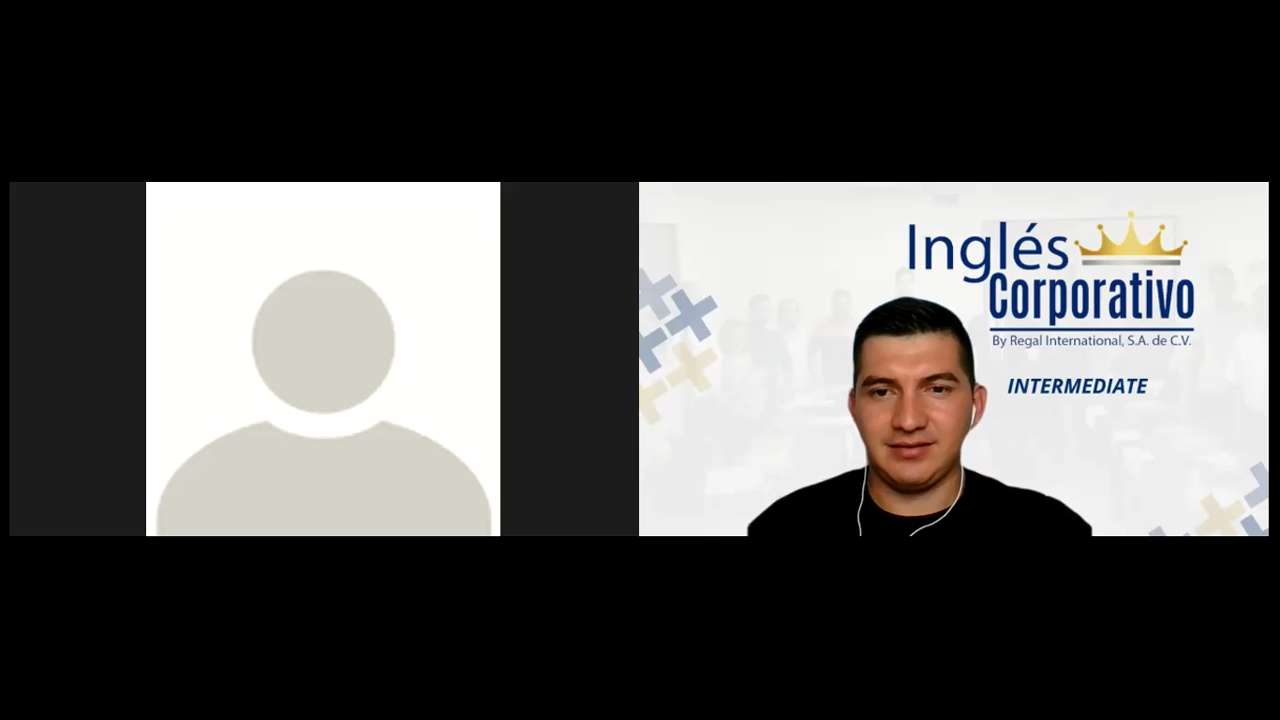 Inglés
Corporativo
By Regal International, S.A. de C.V.
INTERMEDIATE